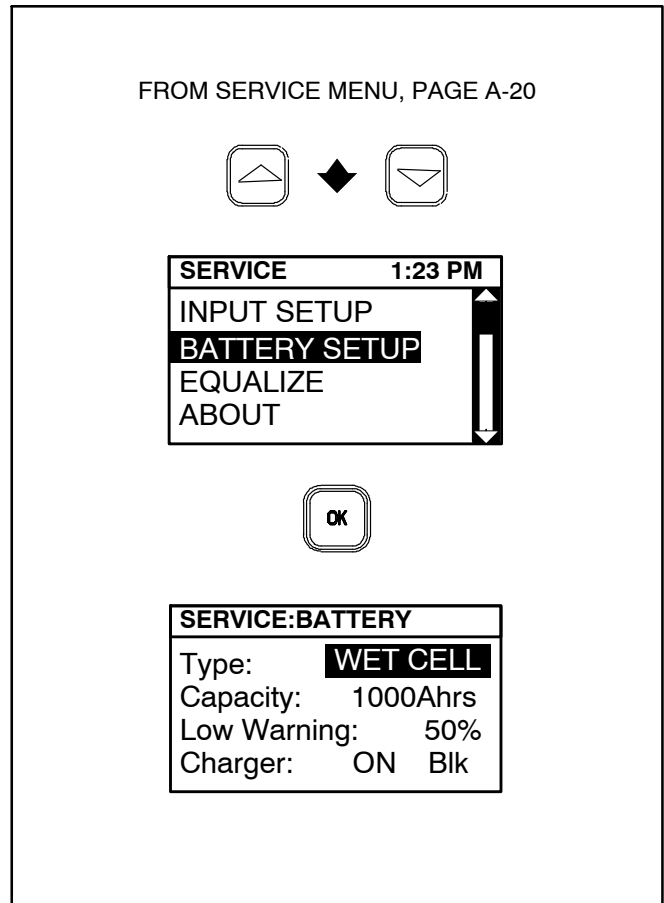 FROM SERVICE MENU, PAGE A-20
SERVICE 1:23 PM
INPUT SETUP
BATTERY SETUP
EQUALIZE
ABOUT
OK
SERVICE:BATTERY
Type: WET CELL
Capacity: 1000Ahrs
Low Warning: 50%
Charger: ON Blk